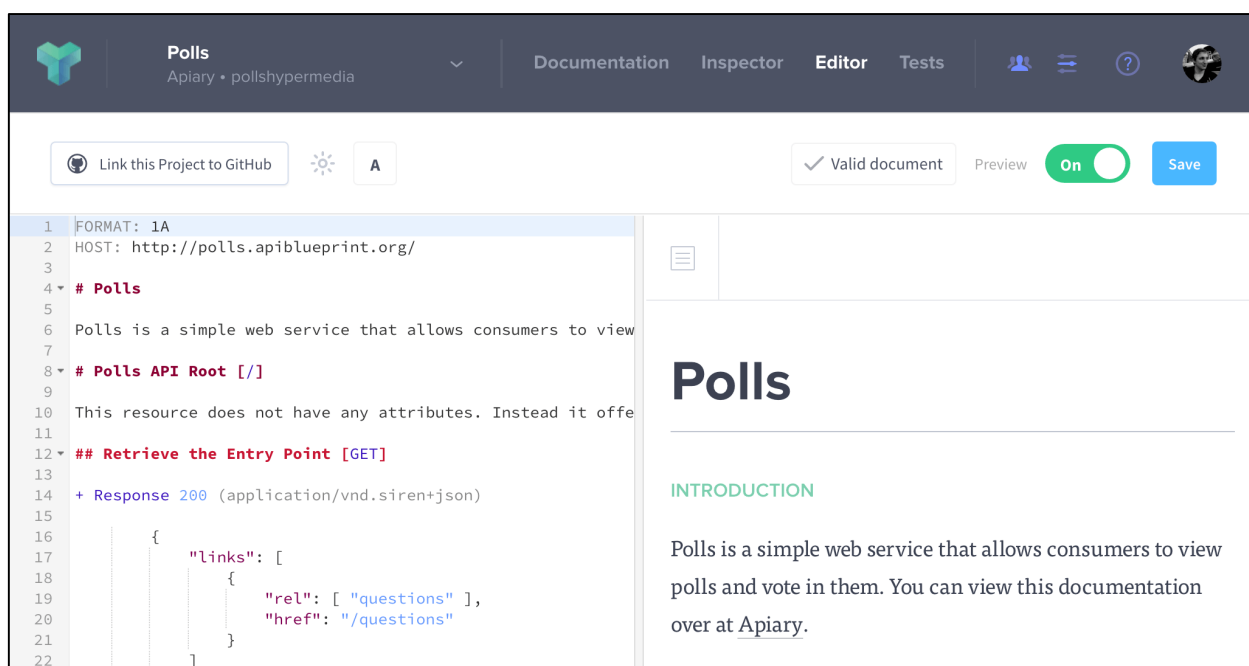 Polls
Apiary • pollshypermedia
Documentation Inspector Editor Tests
?
Link this Project to GitHub
A
Valid document
Preview
On
Save
1 FORMAT: 1A
2 HOST: http://polls.apiblueprint.org/
3
4 # Polls
5
6 Polls is a simple web service that allows consumers to view
7
8 # Polls API Root [/]
9
10 This resource does not have any attributes. Instead it offe
11
12 ## Retrieve the Entry Point [GET]
13
14 + Response 200 (application/vnd.siren+json)
15
16 {
17 "links": [
18 {
19 "rel": [ "questions" ],
20 "href": "/questions"
21 }
22 ]
Polls
INTRODUCTION
Polls is a simple web service that allows consumers to view
polls and vote in them. You can view this documentation
over at Apiary.